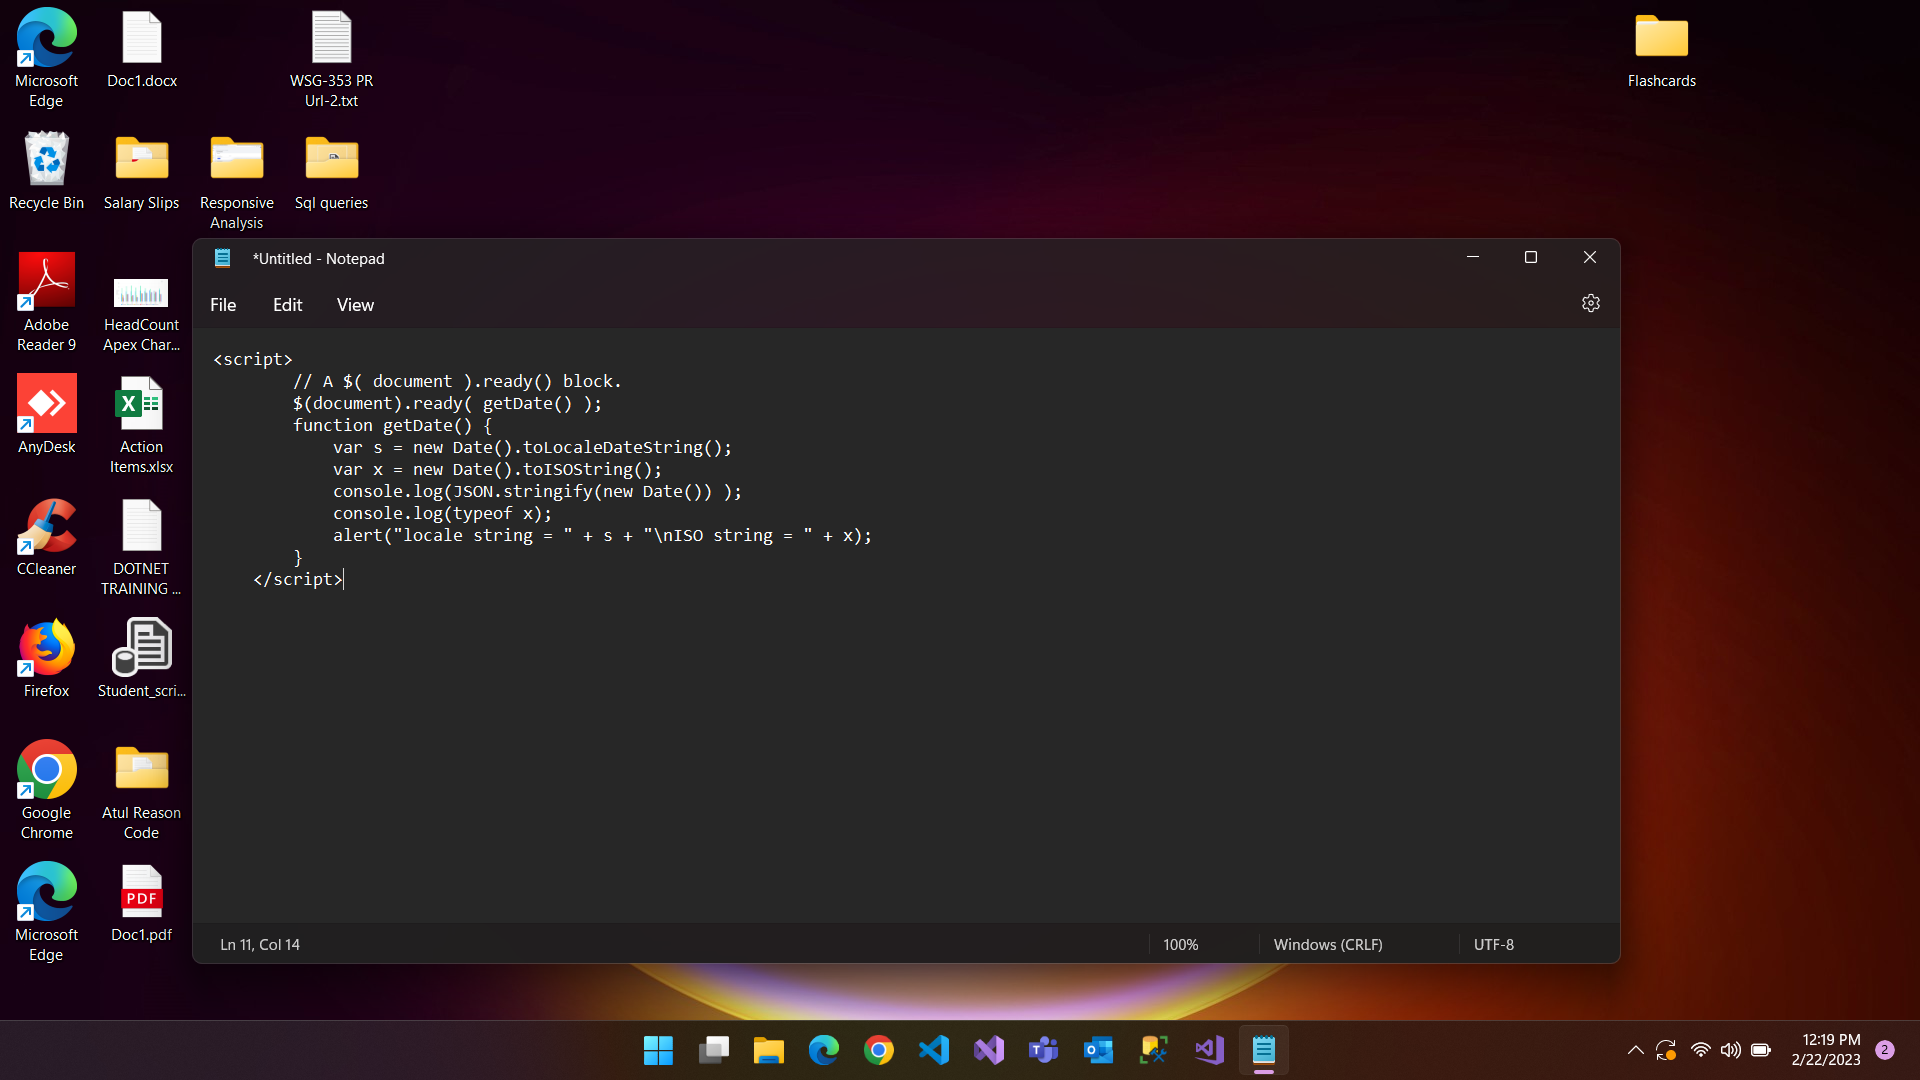 Microsoft
Edge
Doc1.docx
WSG-353 PR
Url-2.txt
Flashcards
Recycle Bin
Salary Slips
Responsive
Analysis
Sql queries
Adobe
Reader 9
HeadCount
Apex Char...
AnyDesk
Action
Items.xlsx
CCleaner
DOTNET
TRAINING ...
Firefox
Student_scri...
Google
Chrome
Atul Reason
Code
Microsoft
Edge
PDF
Doc1.pdf
*Untitled - Notepad
File Edit View
<script>
// A $( document ).ready() block.
$(document).ready( getDate() );
function getDate() {
var s = new Date().toLocaleDateString();
var x = new Date().toISOString();
console.log(JSON.stringify(new Date()) );
console.log(typeof x);
alert("locale string = " + s + "\nISO string = " + x);
}
</script>
Ln 11, Col 14 100% Windows (CRLF) UTF-8
12:19 PM
2/22/2023
2